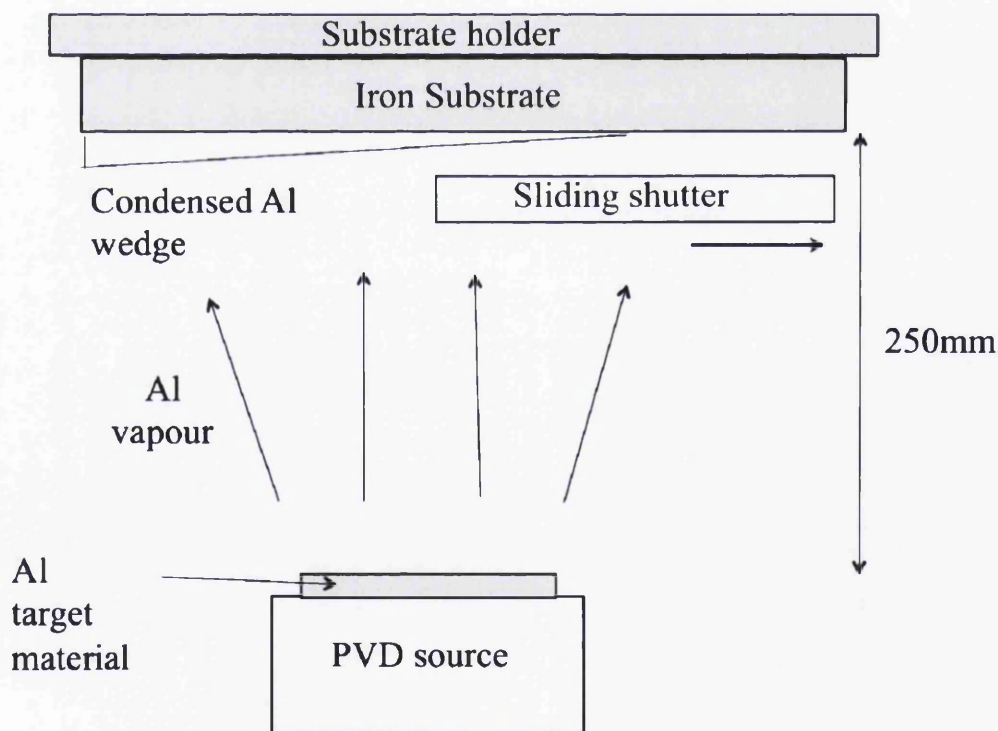 Substrate holder
Iron Substrate
Condensed Al
wedge
Sliding shutter
250mm
Al
vapour
Al
target
material
PVD source